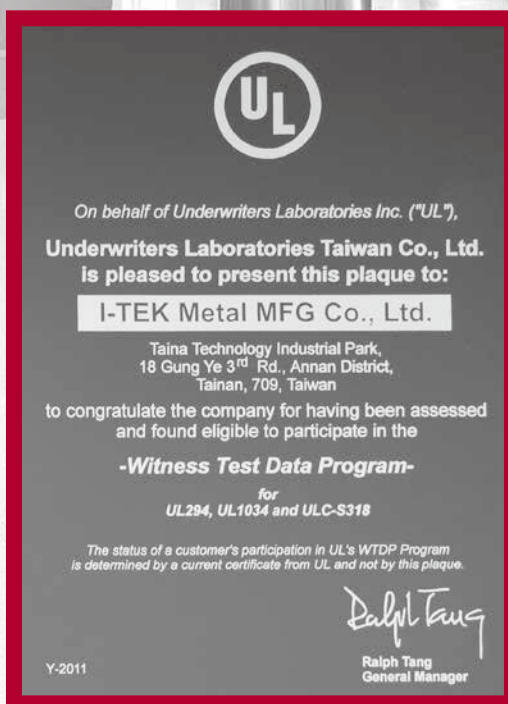 UL
On behalf of Underwriters Laboratories Inc. ("UL"),
Underwriters Laboratories Taiwan Co., Ltd.
is pleased to present this plaque to:
I-TEK Metal MFG Co., Ltd.
Taina Technology Industrial Park,
18 Gung Ye 3rd Rd., Annan District,
Tainan, 709, Taiwan
to congratulate the company for having been assessed
and found eligible to participate in the
-Witness Test Data Program-
for
UL294, UL1034 and ULC-S318
The status of a customer's participation in UL's WTDP Program
is determined by a current certificate from UL and not by this plaque.
Ralph Tang
Y-2011
Ralph Tang
General Manager